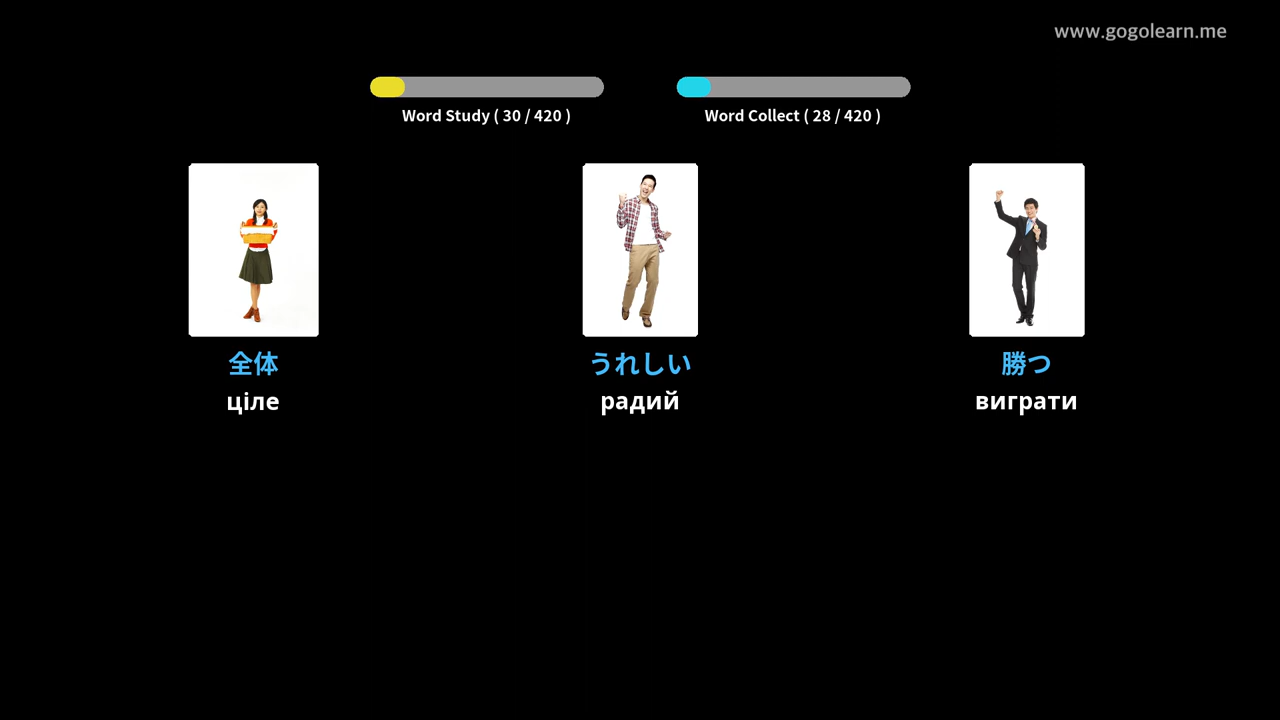 www.gogolearn.me
Word Study ( 30 / 420 )
Word Collect ( 28 / 420 )
全体
うれしい
勝つ
ціле
радий
виграти